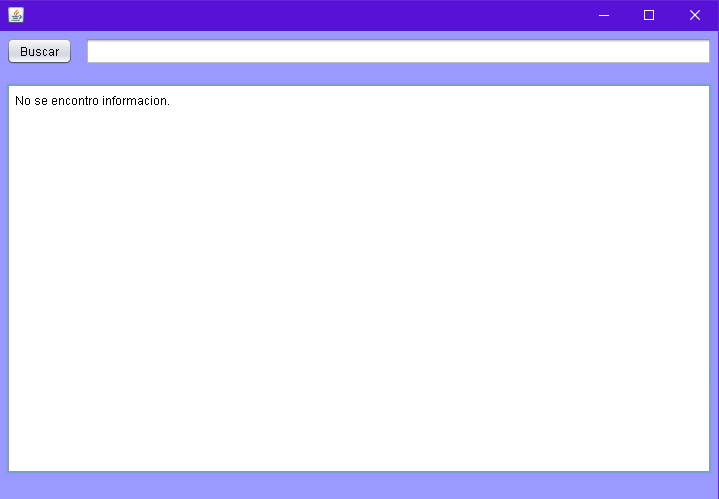 Buscar
No se encontro informacion.